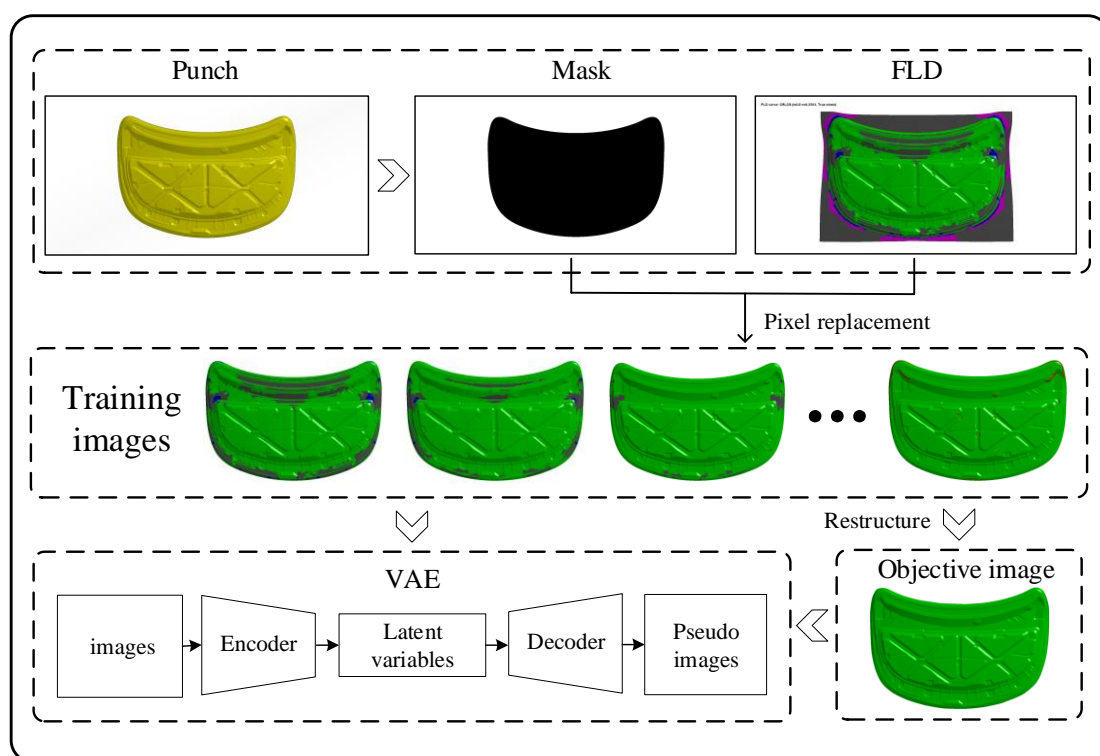 Punch
Mask
FLD
Pixel replacement
Training
images
Restructure
VAE
images
Encoder
Latent
variables
Decoder
Pseudo
images
Objective image